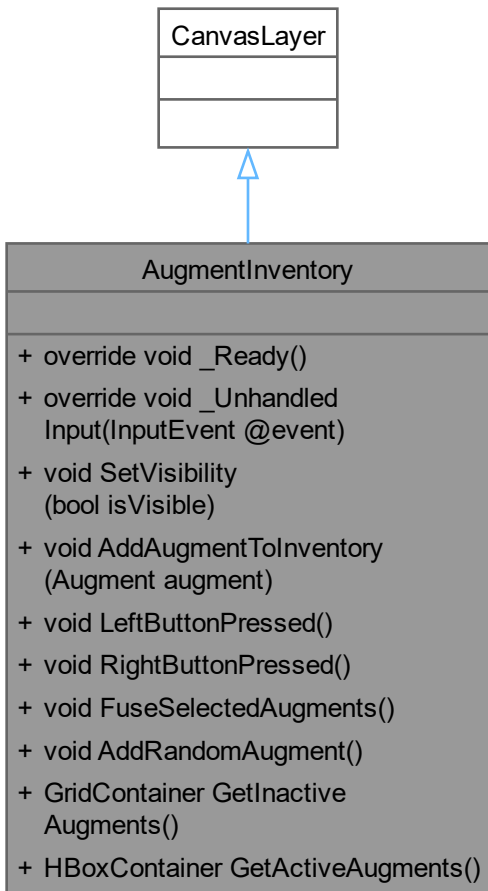 CanvasLayer
AugmentInventory
+ override void _Ready()
+ override void _Unhandled
Input(InputEvent @event)
+ void SetVisibility
(bool isVisible)
+ void AddAugmentToInventory
(Augment augment)
+ void LeftButtonPressed()
+ void RightButtonPressed()
+ void FuseSelectedAugments()
+ void AddRandomAugment()
+ GridContainer GetInactive
Augments()
+ HBoxContainer GetActiveAugments()